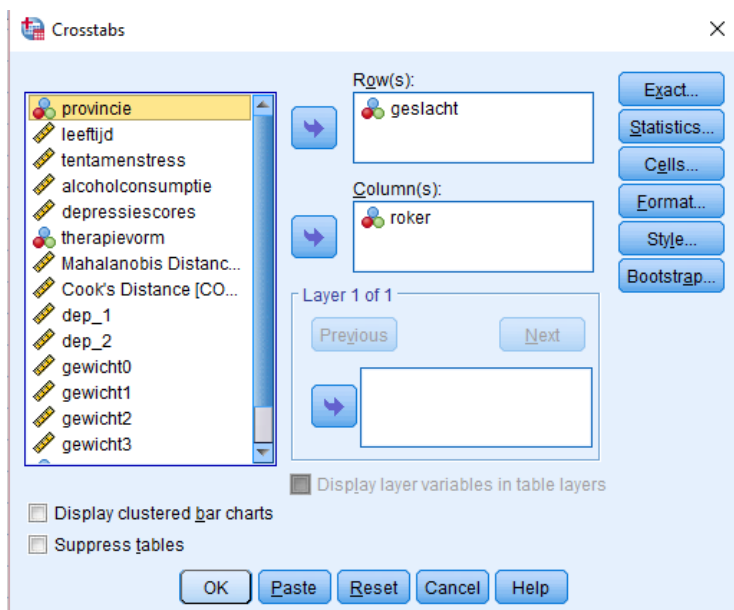 Crosstabs
provincie
leeftijd
tentamenstress
alcoholconsumptie
depressiescores
therapievorm
Mahalanobis Distanc...
Cook's Distance [CO...
dep_1
dep_2
gewicht0
gewicht1
gewicht2
gewicht3
Row(s):
geslacht
Column(s):
roker
Layer 1 of 1
Previous
Next
Display layer variables in table layers
Exact...
Statistics...
Cells...
Format...
Style...
Bootstrap...
Display clustered bar charts
Suppress tables
OK
Paste
Reset
Cancel
Help